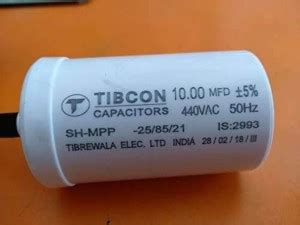 TIBCON 10.00 MFD ±5%
CAPACITORS 440VAC 50Hz
SH-MPP -25/85/21 IS:2993
TIBREWALA ELEC. LTD INDIA 28/02/18/III